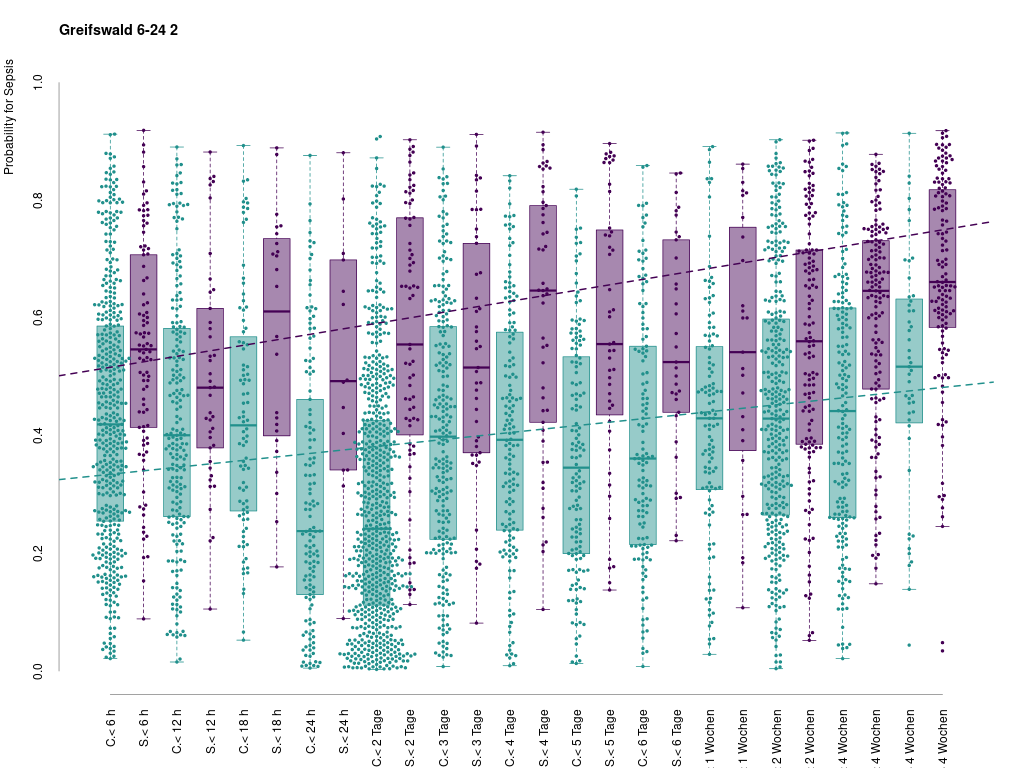 Greifswald 6-24 2
Probability for Sepsis
1.0
0.8
0.6
0.4
0.2
0.0
C.< 6 h
S.< 6 h
C.< 12 h
S.< 12 h
C.< 18 h
S.< 18 h
C.< 24 h
S.< 24 h
C.< 2 Tage
S.< 2 Tage
C.< 3 Tage
S.< 3 Tage
C.< 4 Tage
S.< 4 Tage
C.< 5 Tage
S.< 5 Tage
C.< 6 Tage
S.< 6 Tage
1 Wochen
1 Wochen
2 Wochen
2 Wochen
4 Wochen
4 Wochen
4 Wochen
4 Wochen